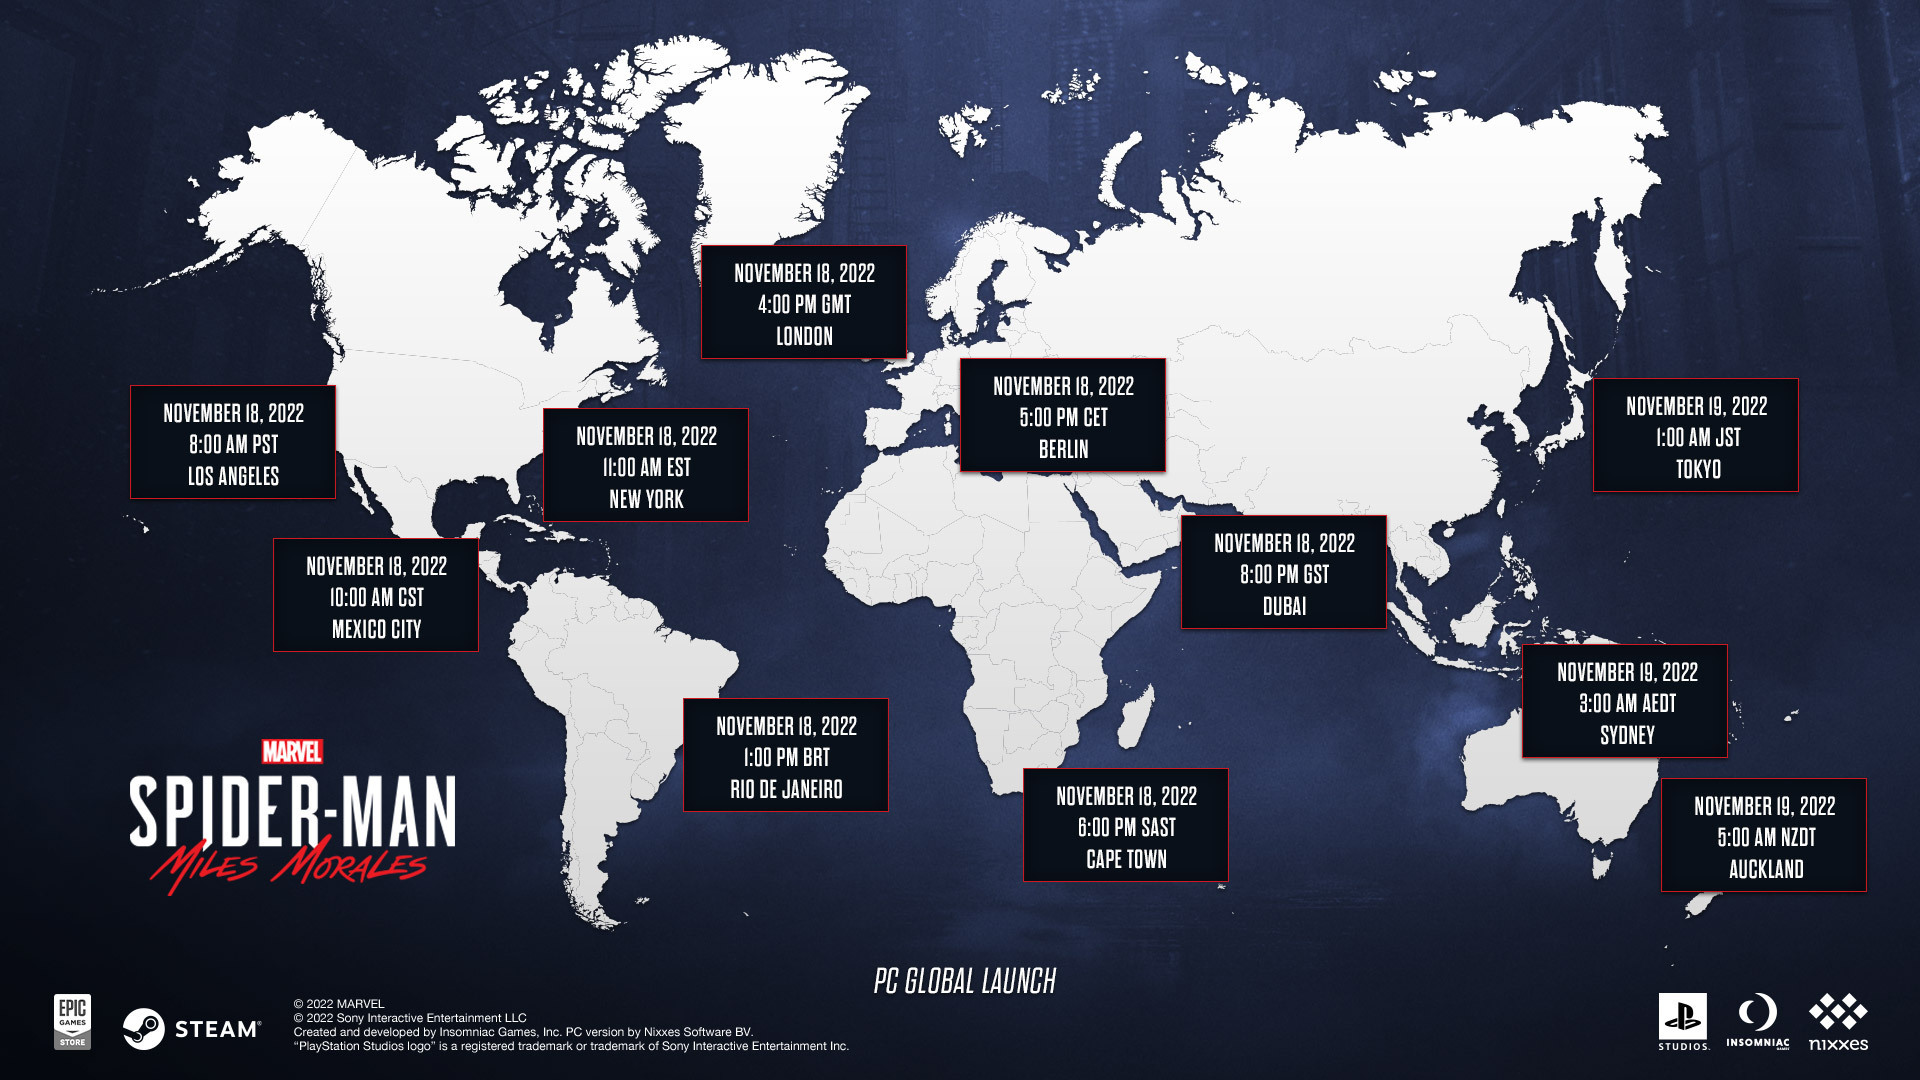 NOVEMBER 18, 2022
4:00 PM GMT
LONDON
NOVEMBER 18, 2022
5:00 PM CET
BERLIN
NOVEMBER 19, 2022
1:00 AM JST
TOKYO
NOVEMBER 18, 2022
8:00 AM PST
LOS ANGELES
NOVEMBER 18, 2022
11:00 AM EST
NEW YORK
NOVEMBER 18, 2022
10:00 AM CST
MEXICO CITY
NOVEMBER 18, 2022
8:00 PM GST
DUBAI
NOVEMBER 19, 2022
3:00 AM AEDT
SYDNEY
NOVEMBER 18, 2022
1:00 PM BRT
RIO DE JANEIRO
NOVEMBER 18, 2022
6:00 PM SAST
CAPE TOWN
NOVEMBER 19, 2022
5:00 AM NZDT
AUCKLAND
MARVEL
SPIDER-MAN
MILES MORALES
PC GLOBAL LAUNCH
EPIC
GAMES
STORE
STEAM®
© 2022 MARVEL
© 2022 Sony Interactive Entertainment LLC
Created and developed by Insomniac Games, Inc. PC version by Nixxes Software BV.
“PlayStation Studios logo” is a registered trademark or trademark of Sony Interactive Entertainment Inc.
STUDIOS.
INSOMNIAC
GAMES
nixxes